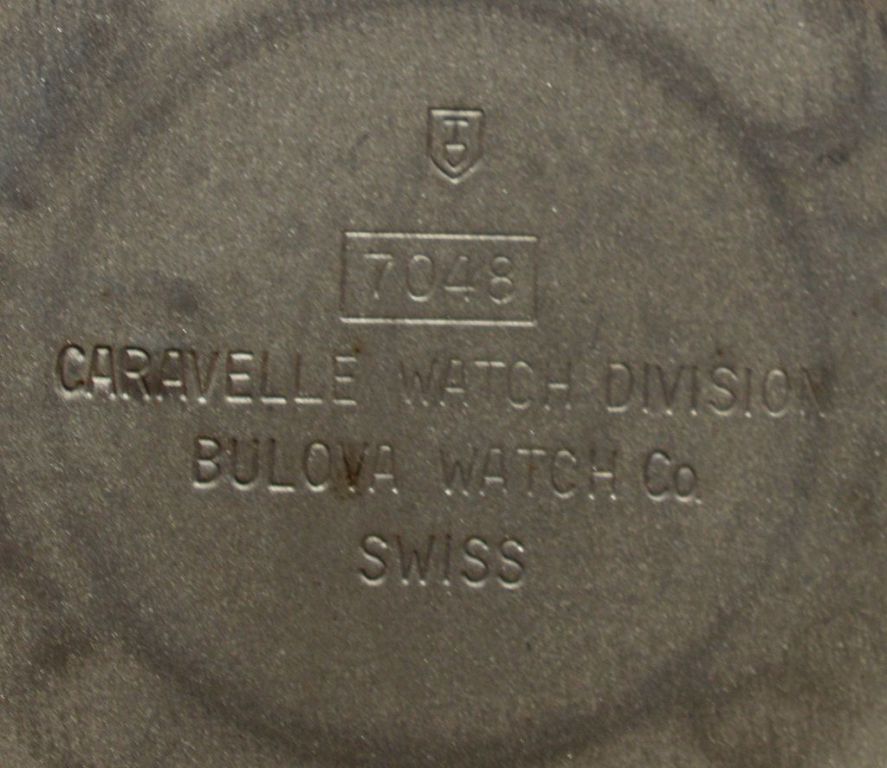 7048
CARAVELLE WATCH DIVISION
BULOVA WATCH Co.
SWISS